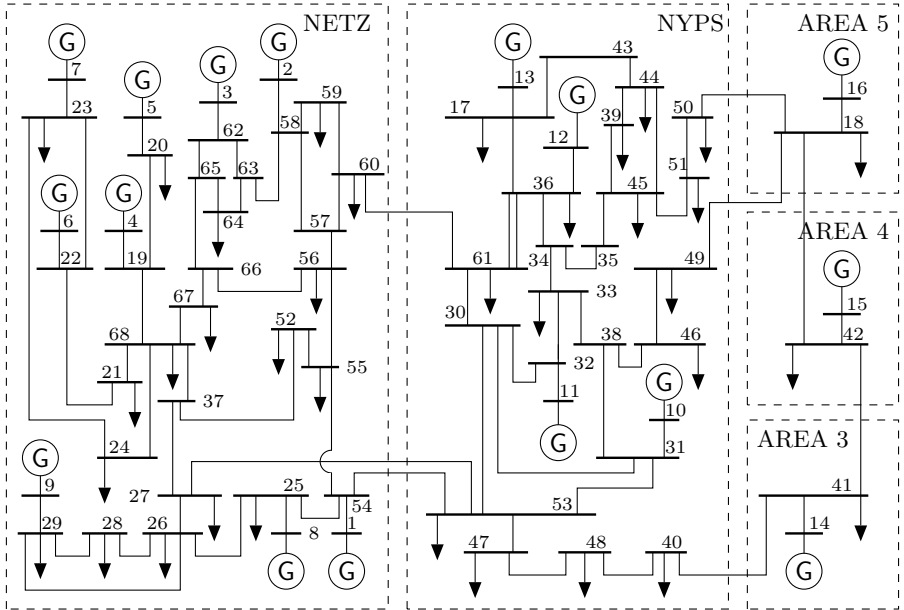 NETZ NYPS AREA 5
G G G G G G
7 3 2 13 43 16
23 5 59 17 12 39 44 50 18
20 62 58 51
G G 65 63 60 36 45
6 4 64 57 34 35 AREA 4
22 19 66 56 61 49 G
67 30 33 15
68 52 38 46 42
21 55 32 G
37 11 10
G 24 G 31 AREA 3
9 27 25 54 53 41
29 28 26 8 1 14
G G 47 48 40 G